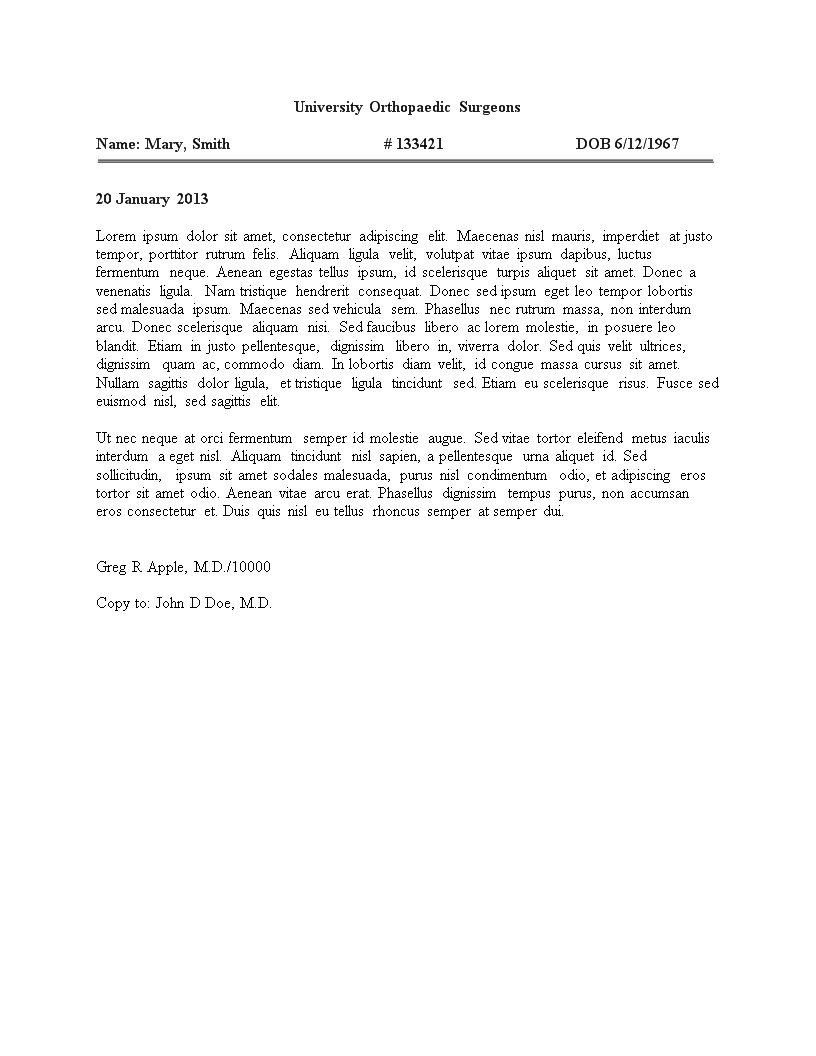 University Orthopaedic Surgeons
Name: Mary, Smith # 133421 DOB 6/12/1967
20 January 2013
Lorem ipsum dolor sit amet, consectetur adipiscing elit. Maecenas nisl mauris, imperdiet at justo
tempor, porttitor rutrum felis. Aliquam ligula velit, volutpat vitae ipsum dapibus, luctus
fermentum neque. Aenean egestas tellus ipsum, id scelerisque turpis aliquet sit amet. Donec a
venenatis ligula. Nam tristique hendrerit consequat. Donec sed ipsum eget leo tempor lobortis
sed malesuada ipsum. Maecenas sed vehicula sem. Phasellus nec rutrum massa, non interdum
arcu. Donec scelerisque aliquam nisi. Sed faucibus libero ac lorem molestie, in posuere leo
blandit. Etiam in justo pellentesque, dignissim libero in, viverra dolor. Sed quis velit ultrices,
dignissim quam ac, commodo diam. In lobortis diam velit, id congue massa cursus sit amet.
Nullam sagittis dolor ligula, et tristique ligula tincidunt sed. Etiam eu scelerisque risus. Fusce sed
euismod nisl, sed sagittis elit.
Ut nec neque at orci fermentum semper id molestie augue. Sed vitae tortor eleifend metus iaculis
interdum a eget nisl. Aliquam tincidunt nisl sapien, a pellentesque urna aliquet id. Sed
sollicitudin, ipsum sit amet sodales malesuada, purus nisl condimentum odio, et adipiscing eros
tortor sit amet odio. Aenean vitae arcu erat. Phasellus dignissim tempus purus, non accumsan
eros consectetur et. Duis quis nisl eu tellus rhoncus semper at semper dui.
Greg R Apple, M.D./10000
Copy to: John D Doe, M.D.